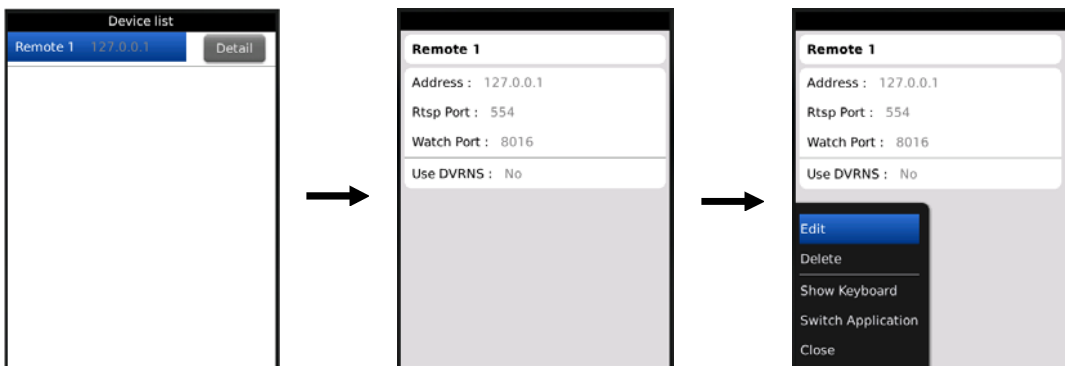 Device list
Remote 1 127.0.0.1 Detail
Remote 1
Address : 127.0.0.1
Rtsp Port : 554
Watch Port : 8016
Use DVRNS : No
Remote 1
Address : 127.0.0.1
Rtsp Port : 554
Watch Port : 8016
Use DVRNS : No
Edit
Delete
Show Keyboard
Switch Application
Close